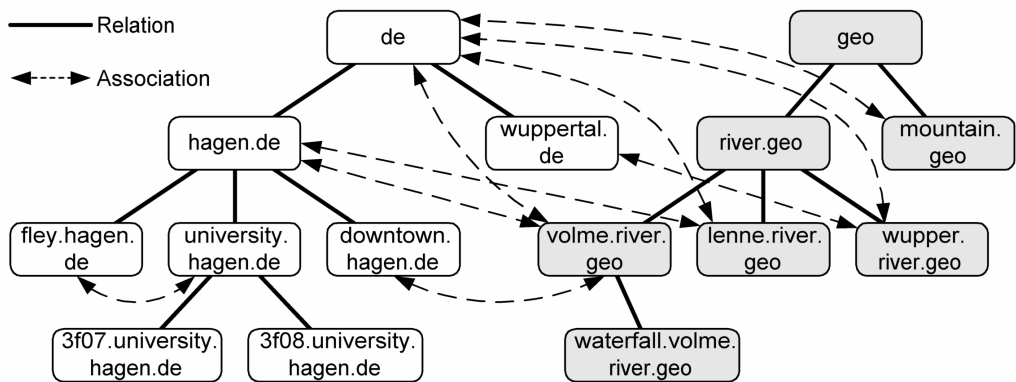 Relation
Association
de
geo
hagen.de
wuppertal.
de
river.geo
mountain.
geo
fley.hagen.
de
university.
hagen.de
downtown.
hagen.de
volme.river.
geo
lenne.river.
geo
wupper.
river.geo
3f07.university.
hagen.de
3f08.university.
hagen.de
waterfall.volme.
river.geo